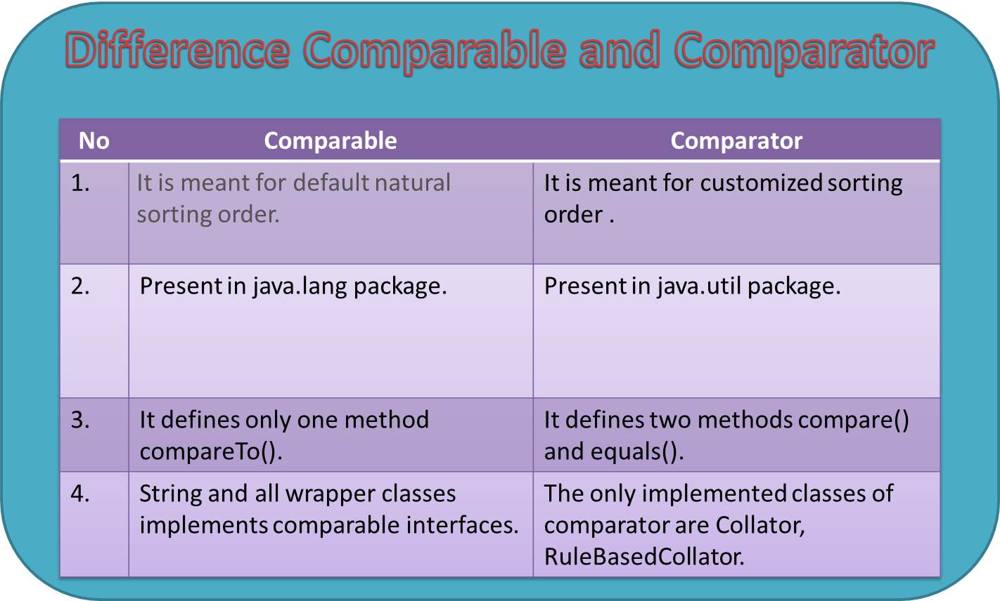 Difference Comparable and Comparator
No Comparable Comparator
1. It is meant for default natural It is meant for customized sorting
sorting order. order .
2. Present in java.lang package. Present in java.util package.
3. It defines only one method It defines two methods compare()
compareTo(). and equals().
4. String and all wrapper classes The only implemented classes of
implements comparable interfaces. comparator are Collator,
RuleBasedCollator.